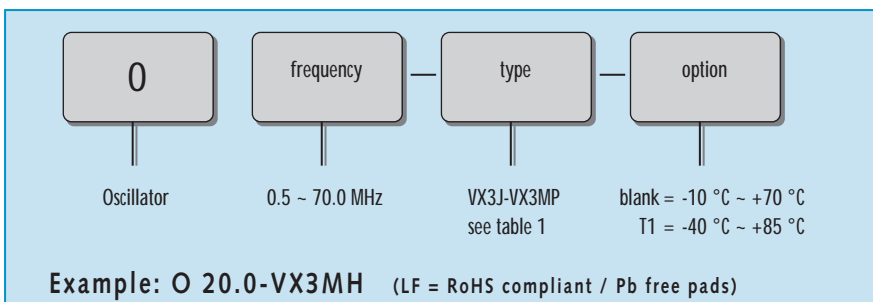 O frequency — type — option
Oscillator 0.5 ~ 70.0 MHz VX3J-VX3MP blank = -10 °C ~ +70 °C
see table 1 T1 = -40 °C ~ +85 °C
Example: O 20.0-VX3MH (LF = RoHS compliant / Pb free pads)